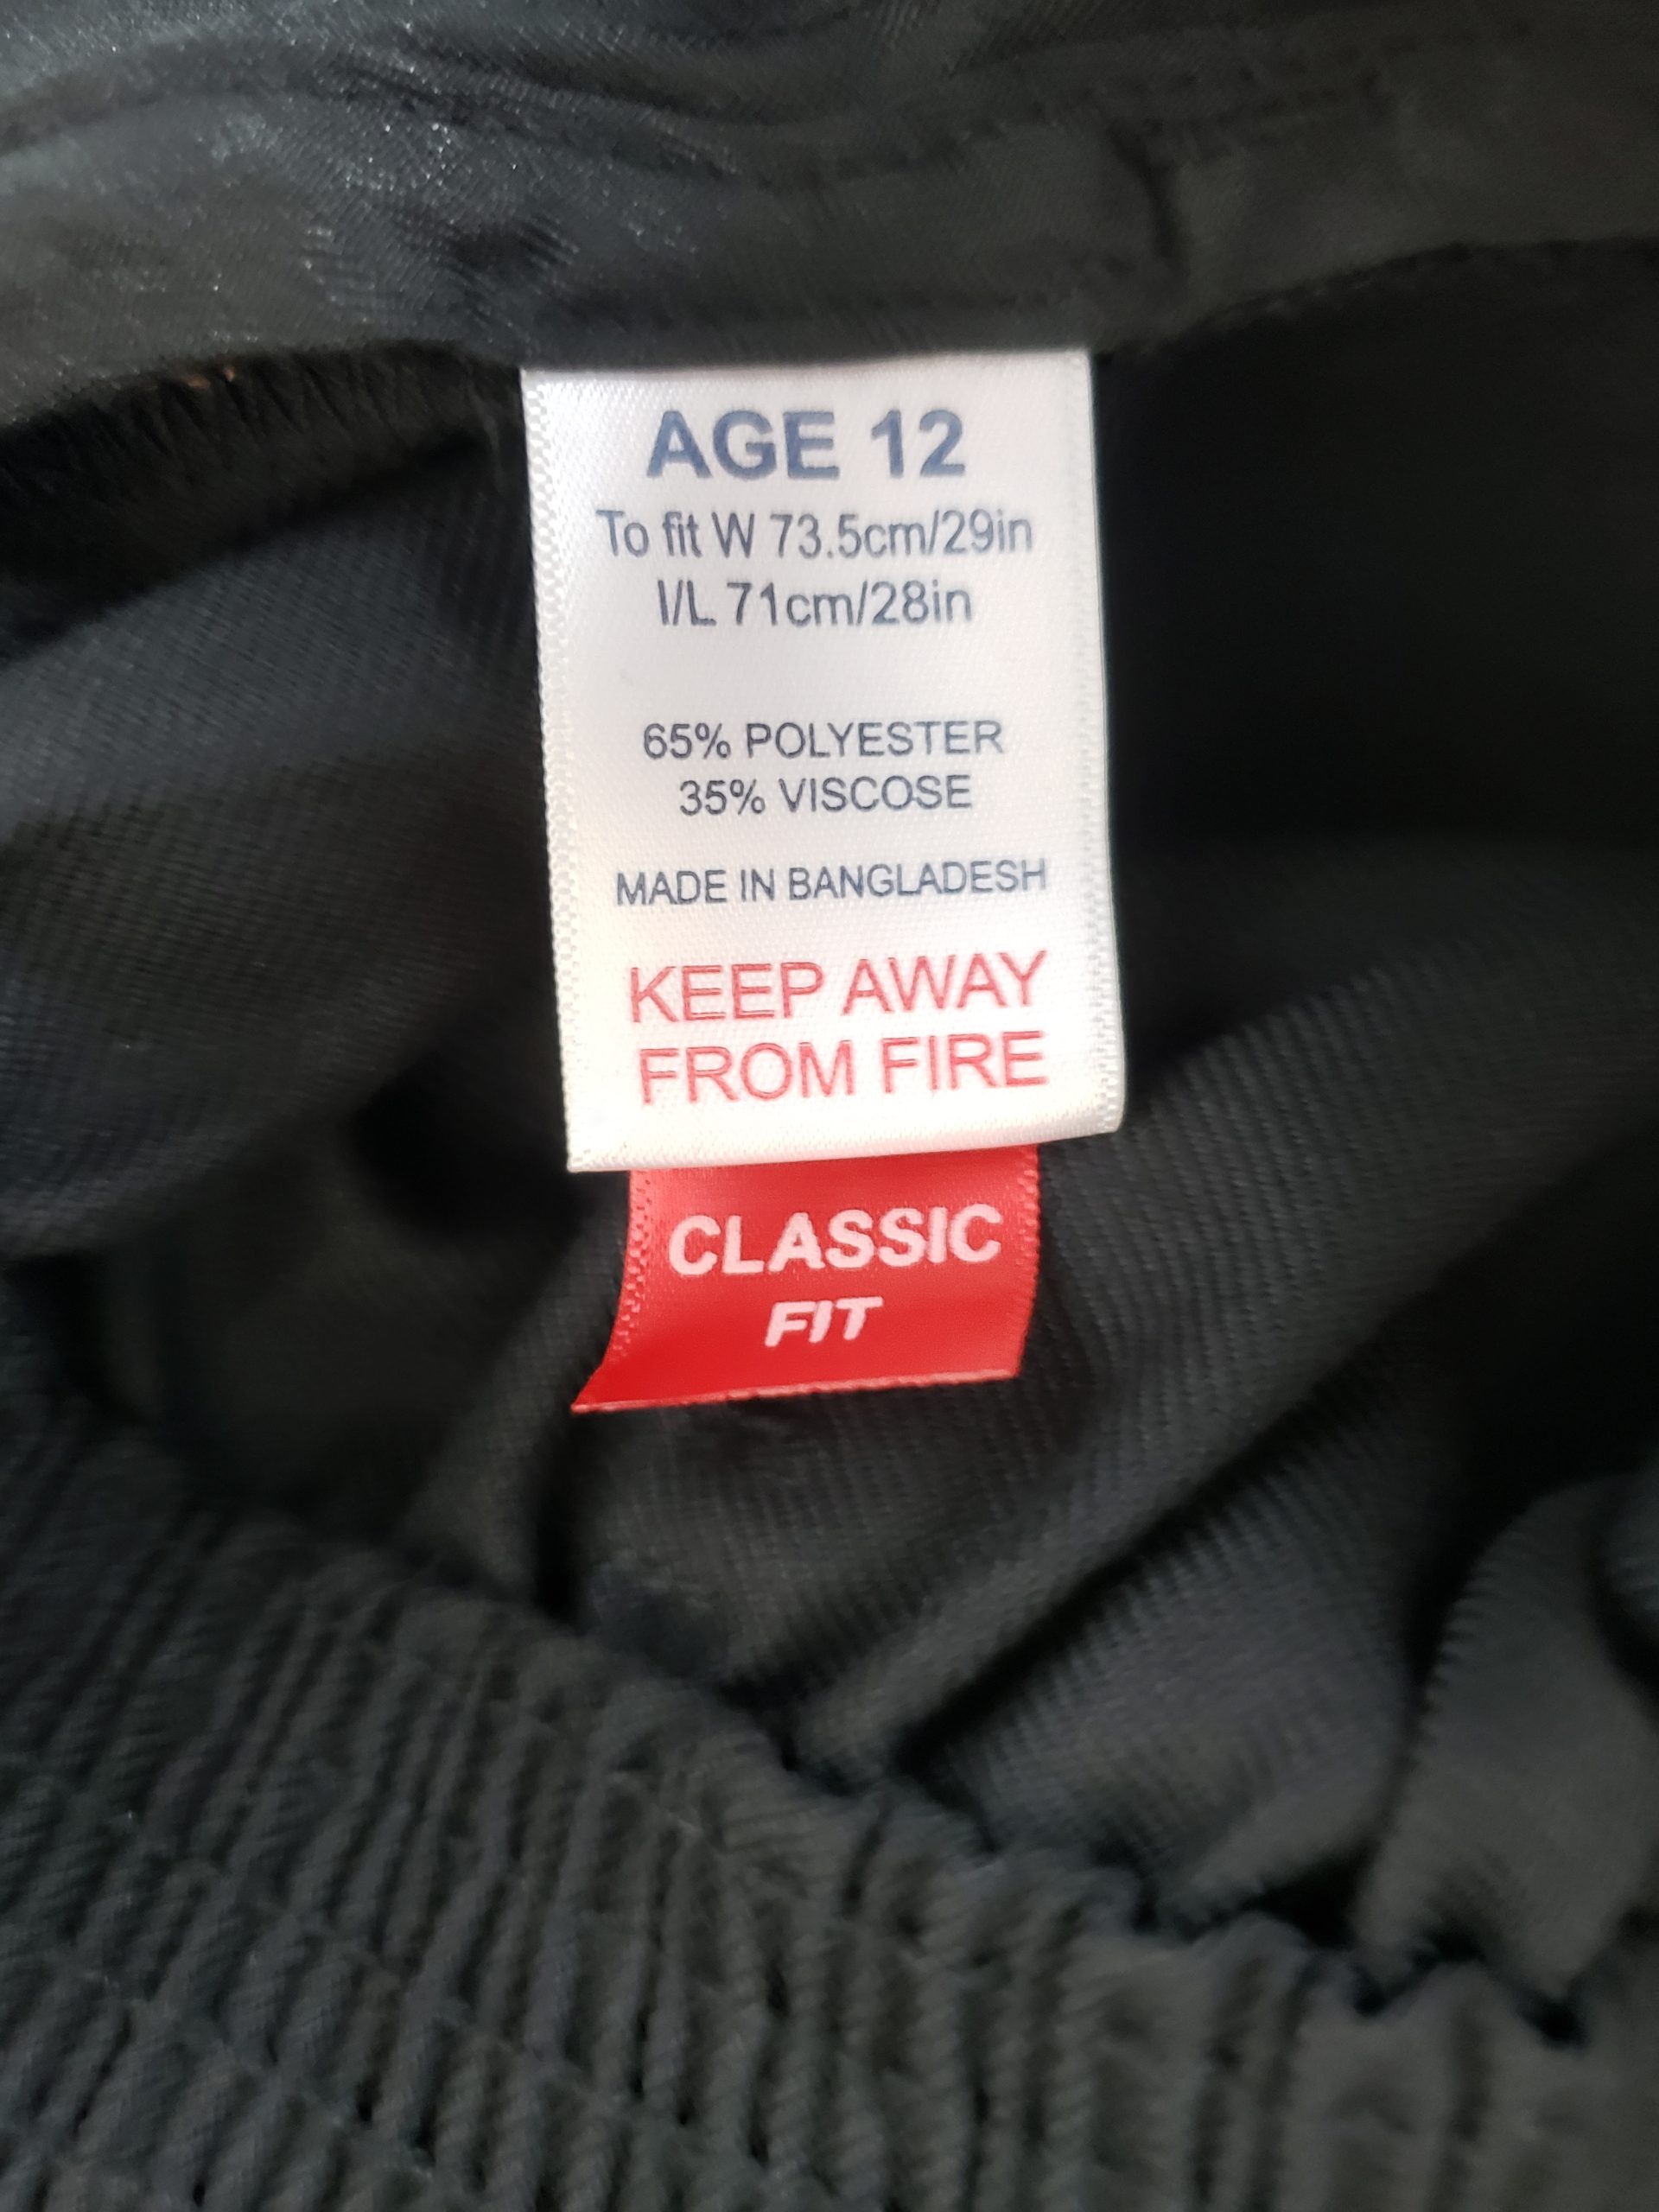 AGE 12
To fit W 73.5cm/29in
I/L 71cm/28in
65% POLYESTER
35% VISCOSE
MADE IN BANGLADESH
KEEP AWAY
FROM FIRE
CLASSIC
FIT